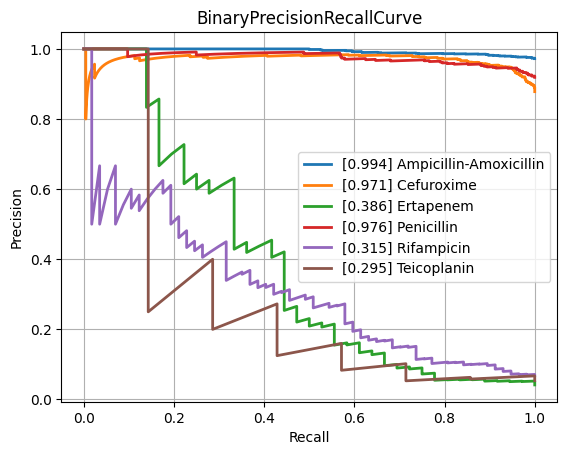 BinaryPrecisionRecallCurve
Precision
1.0
0.8
0.6
0.4
0.2
0.0
[0.994] Ampicillin-Amoxicillin
[0.971] Cefuroxime
[0.386] Ertapenem
[0.976] Penicillin
[0.315] Rifampicin
[0.295] Teicoplanin
0.0 0.2 0.4 0.6 0.8 1.0
Recall